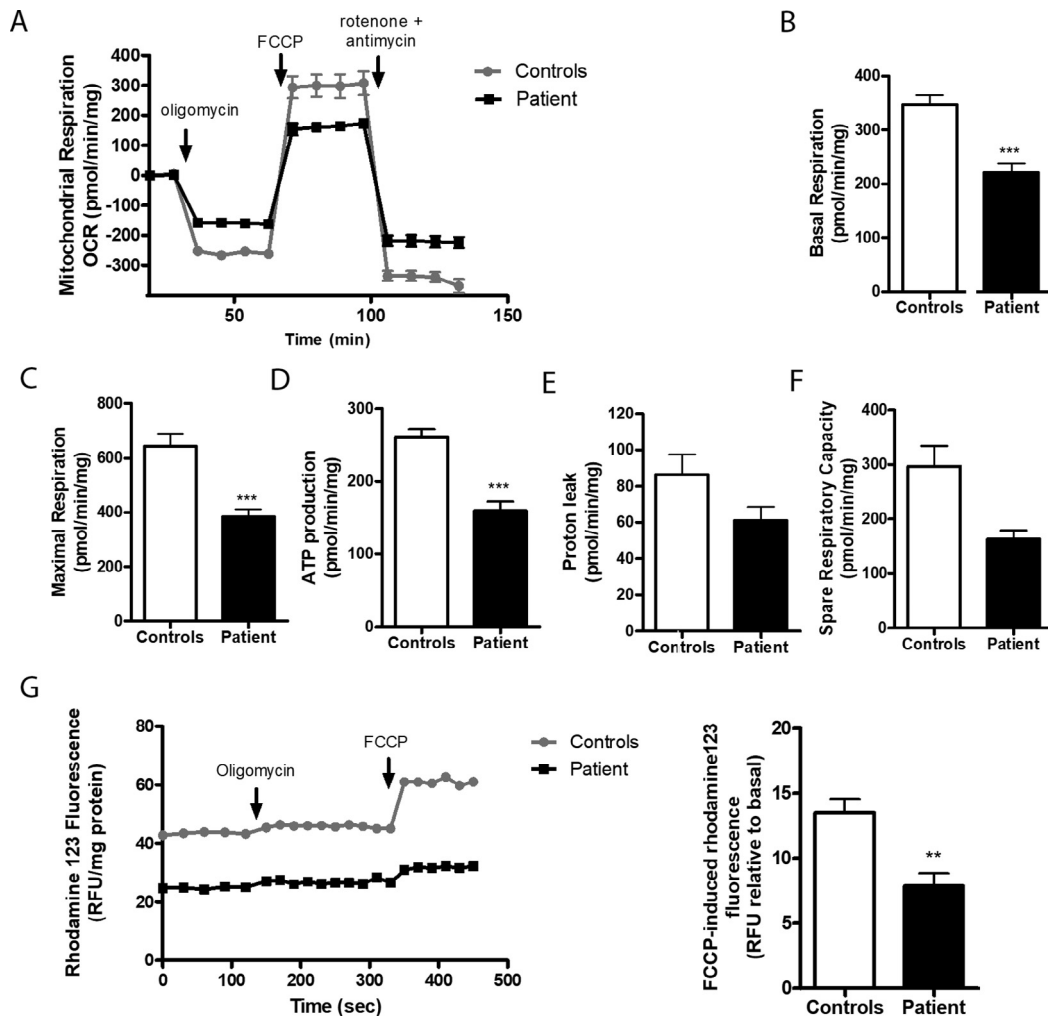 A
Mitochondrial Respiration
OCR (pmol/min/mg)
400
300
200
100
0
-100
-200
-300
oligomycin
FCCP
rotenone +
antimycin
Controls
Patient
50
100
150
Time (min)
B
Basal Respiration
(pmol/min/mg)
400
300
200
100
0
***
Controls
Patient
C
Maximal Respiration
(pmol/min/mg)
800
600
400
200
0
***
Controls
Patient
D
ATP production
(pmol/min/mg)
300
200
100
0
***
Controls
Patient
E
Proton leak
(pmol/min/mg)
120
100
80
60
40
20
0
Controls
Patient
F
Spare Respiratory Capacity
(pmol/min/mg)
400
300
200
100
0
Controls
Patient
G
Rhodamine 123 Fluorescence
(RFU/mg protein)
80
60
40
20
0
Oligomycin
FCCP
Controls
Patient
0
100
200
300
400
500
Time (sec)
FCCP-induced rhodamine123
fluorescence
(RFU relative to basal)
20
15
10
5
0
**
Controls
Patient